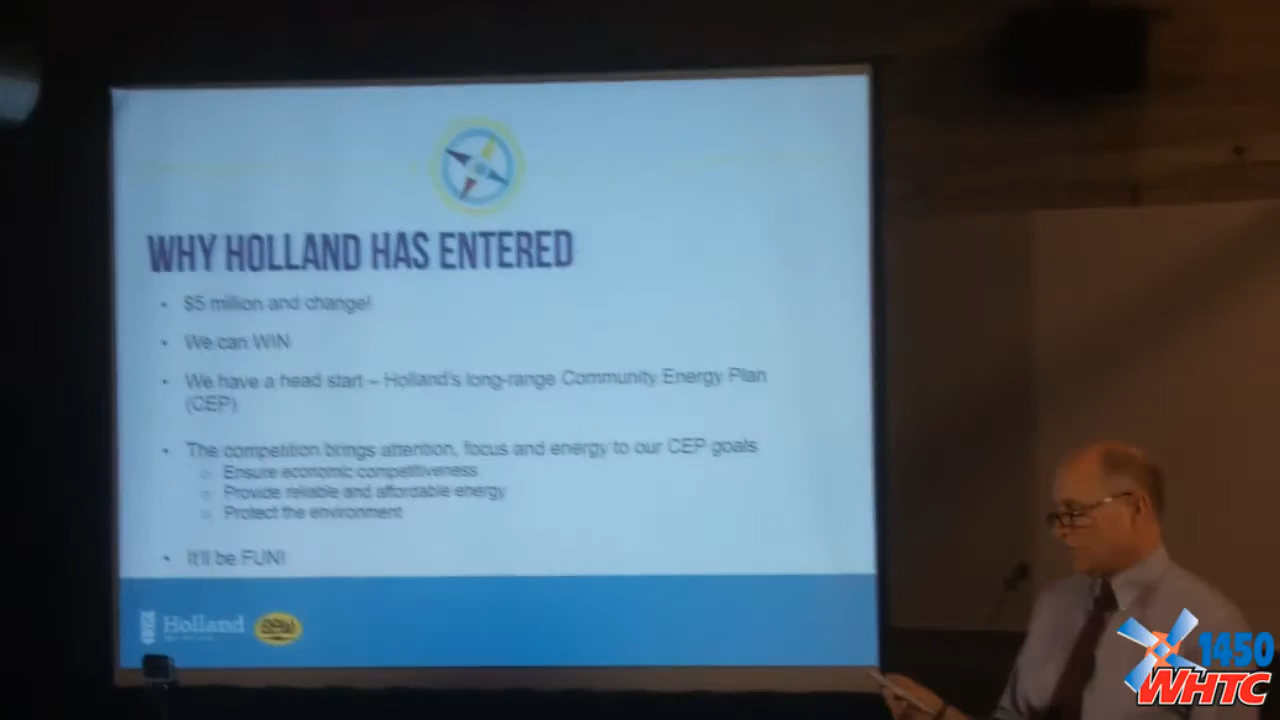 WHY HOLLAND HAS ENTERED
• $5 million and change!
• We can WIN
• We have a head start – Holland's long-range Community Energy Plan
(CEP)
• The competition brings attention, focus and energy to our CEP goals
○ Ensure economic competitiveness
○ Provide reliable and affordable energy
○ Protect the environment
• It'll be FUN!
Holland
BPW
1450
WHTC